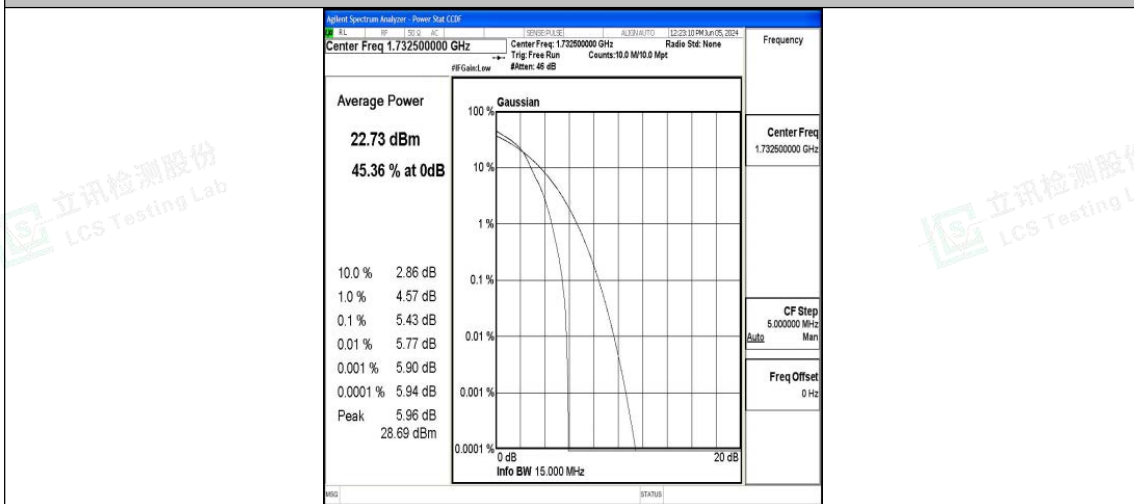 Agilent Spectrum Analyzer - Power Stat CCDF
RL RF 50 Ω AC SENSE:PULSE ALIGN AUTO 12:23:10 PM Jun 05, 2024
Center Freq 1.732500000 GHz
Center Freq: 1.732500000 GHz Radio Std: None
Trig: Free Run Counts:10.0 M/10.0 Mpt
#IFGain:Low #Atten: 46 dB
Frequency
Average Power
22.73 dBm
45.36 % at 0dB
10.0 % 2.86 dB
1.0 % 4.57 dB
0.1 % 5.43 dB
0.01 % 5.77 dB
0.001 % 5.90 dB
0.0001 % 5.94 dB
Peak 5.96 dB
28.69 dBm
Gaussian
100 %
10 %
1 %
0.1 %
0.01 %
0.001 %
0.0001 %
0 dB 20 dB
Info BW 15.000 MHz
Center Freq
1.732500000 GHz
CF Step
5.000000 MHz
Auto Man
Freq Offset
0 Hz
MSG STATUS
立讯检测股份
LCS Testing Lab
立讯检测股份
LCS Testing L